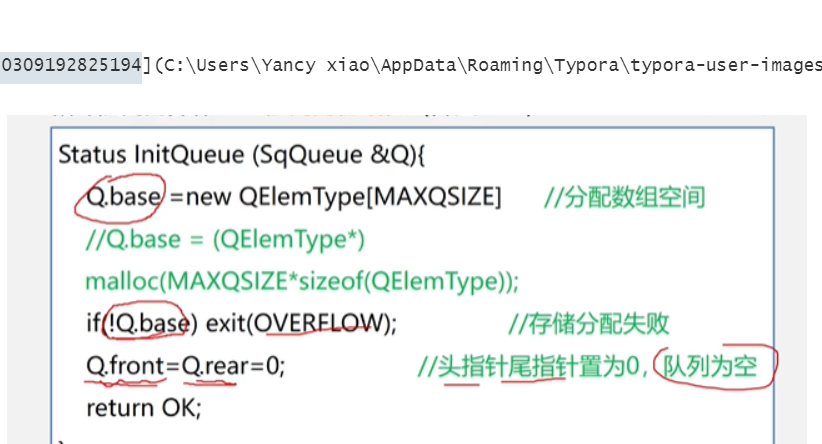 0309192825194](C:\Users\Yancy xiao\AppData\Roaming\Typora\typora-user-images
Status InitQueue (SqQueue &Q){
Q.base =new QElemType[MAXQSIZE] //分配数组空间
//Q.base = (QElemType*)
malloc(MAXQSIZE*sizeof(QElemType));
if(!Q.base) exit(OVERFLOW); //存储分配失败
Q.front=Q.rear=0; //头指针尾指针置为0，队列为空
return OK;